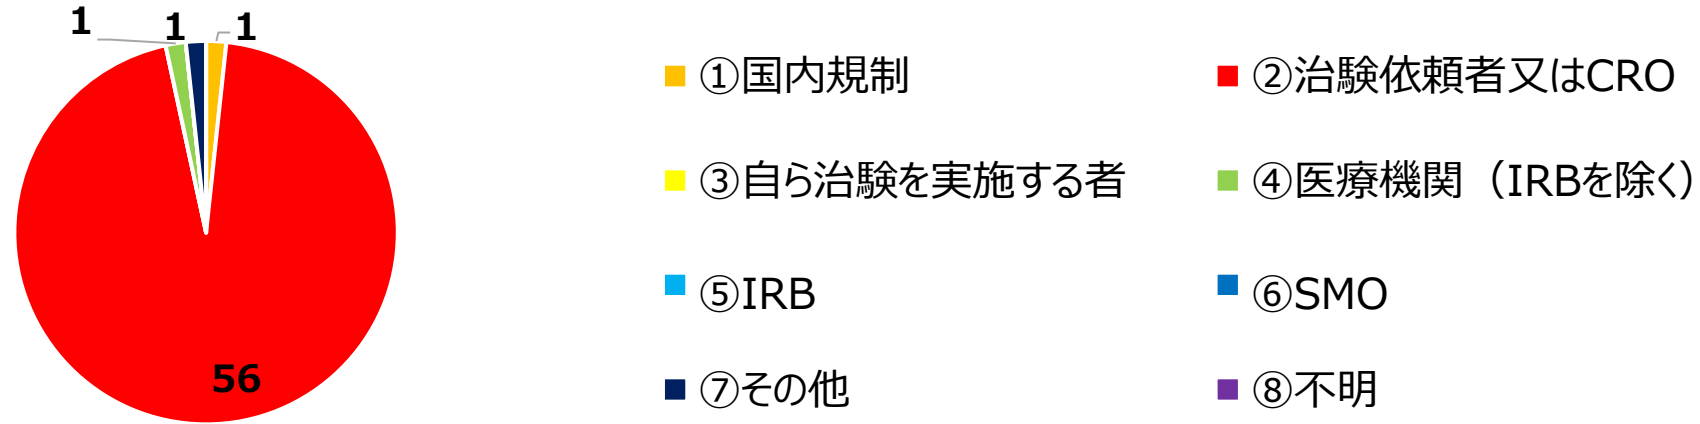 1
1
1
56
①国内規制
②治験依頼者又はCRO
③自ら治験を実施する者
④医療機関（IRBを除く）
⑤IRB
⑥SMO
⑦その他
⑧不明